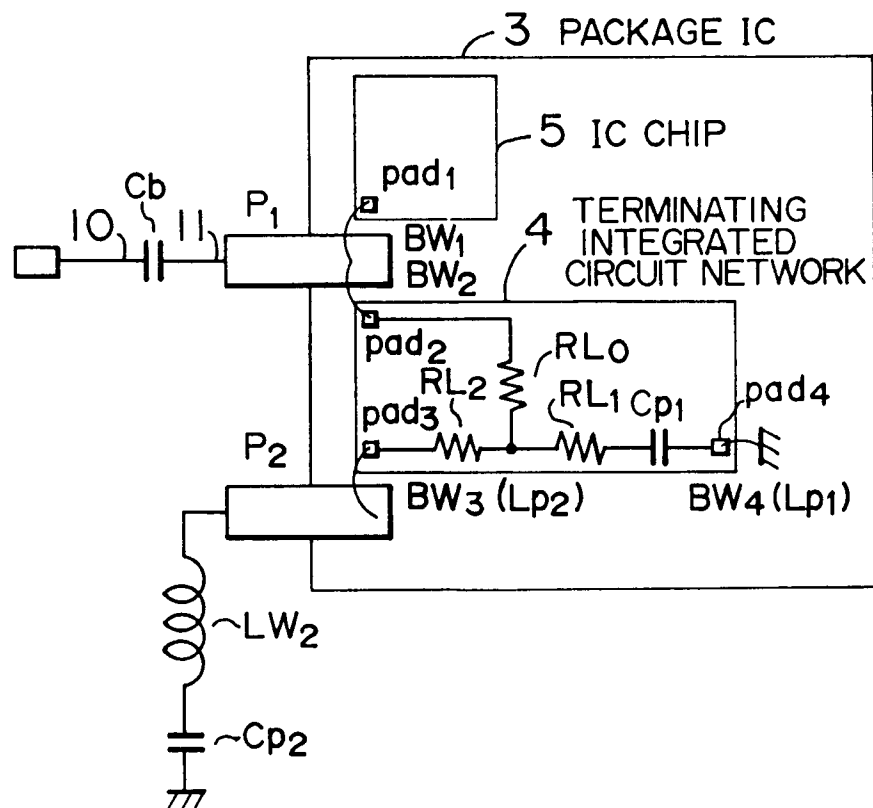 3 PACKAGE IC
5 IC CHIP
pad1
Cb
P1
10
11
BW1
BW2
4 TERMINATING
INTEGRATED
CIRCUIT NETWORK
pad2
RL0
RL2
RL1
Cp1
pad4
pad3
P2
BW3 (Lp2)
BW4 (Lp1)
LW2
Cp2